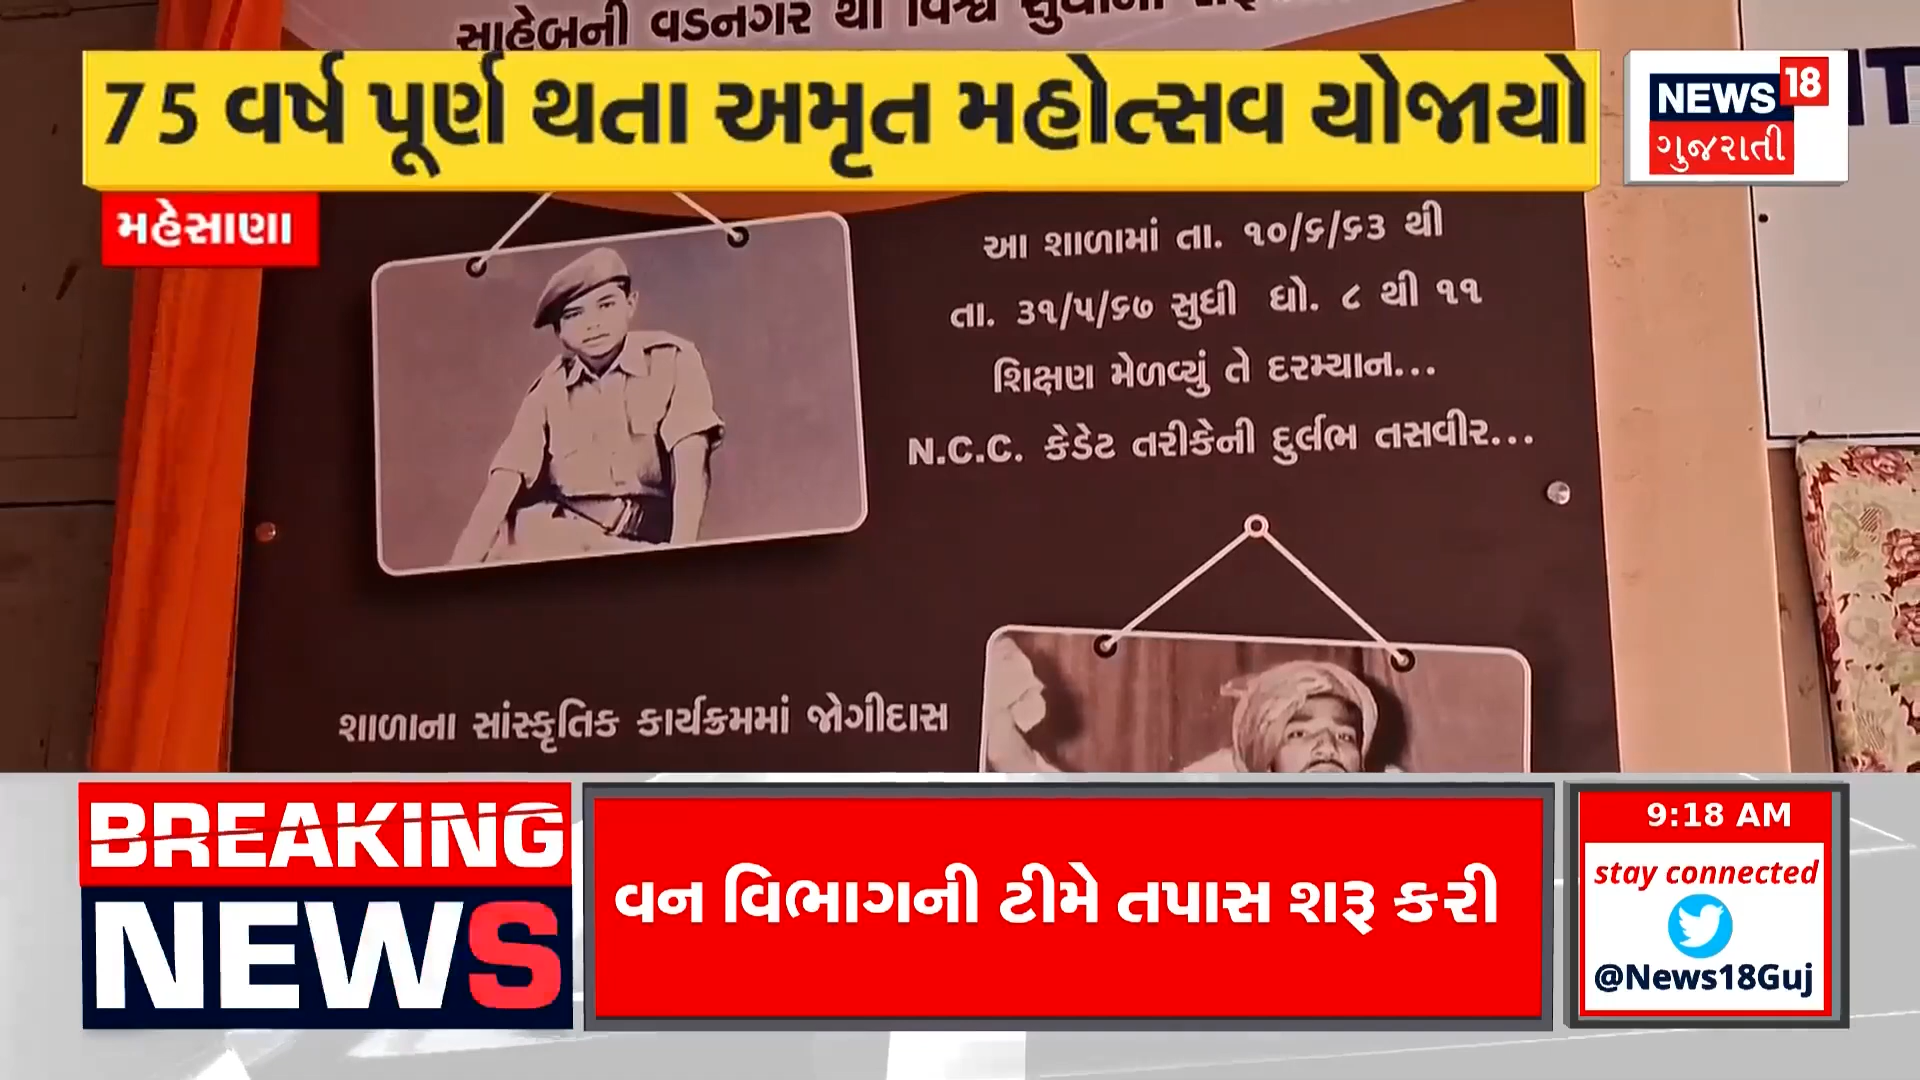 સાહેબની વડનગર થી વિશ્વ
75 વર્ષ પૂર્ણ થતા અમૃત મહોત્સવ યોજાયો
NEWS 18
ગુજરાતી
મહેસાણા
આ શાળામાં તા. ૧૦/૬/૬૩ થી
તા. ૩૧/૫/૬૭ સુધી ધો. ૮ થી ૧૧
શિક્ષણ મેળવ્યું તે દરમ્યાન...
N.C.C. કેડેટ તરીકેની દુર્લભ તસવીર...
શાળાના સાંસ્કૃતિક કાર્યક્રમમાં જોગીદાસ
BREAKING
NEWS
વન વિભાગની ટીમે તપાસ શરૂ કરી
9:18 AM
stay connected
@News18Guj